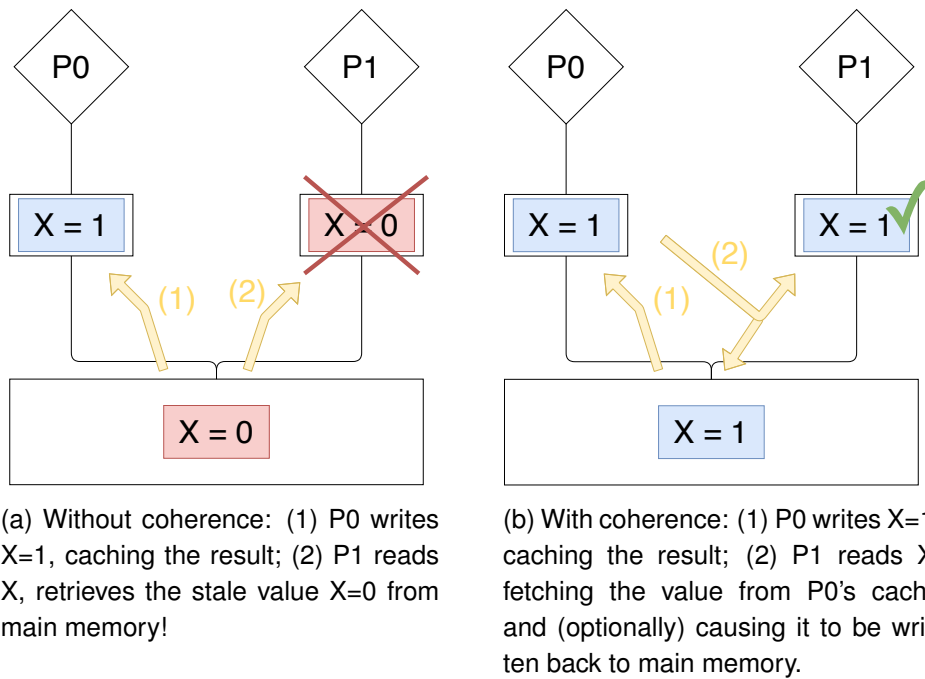 P0
P1
X = 1
X = 0
(1)
(2)
X = 0
(a) Without coherence: (1) P0 writes
X=1, caching the result; (2) P1 reads
X, retrieves the stale value X=0 from
main memory!
P0
P1
X = 1
X = 1
(2)
(1)
X = 1
(b) With coherence: (1) P0 writes X=1
caching the result; (2) P1 reads X
fetching the value from P0's cach
and (optionally) causing it to be wri
ten back to main memory.